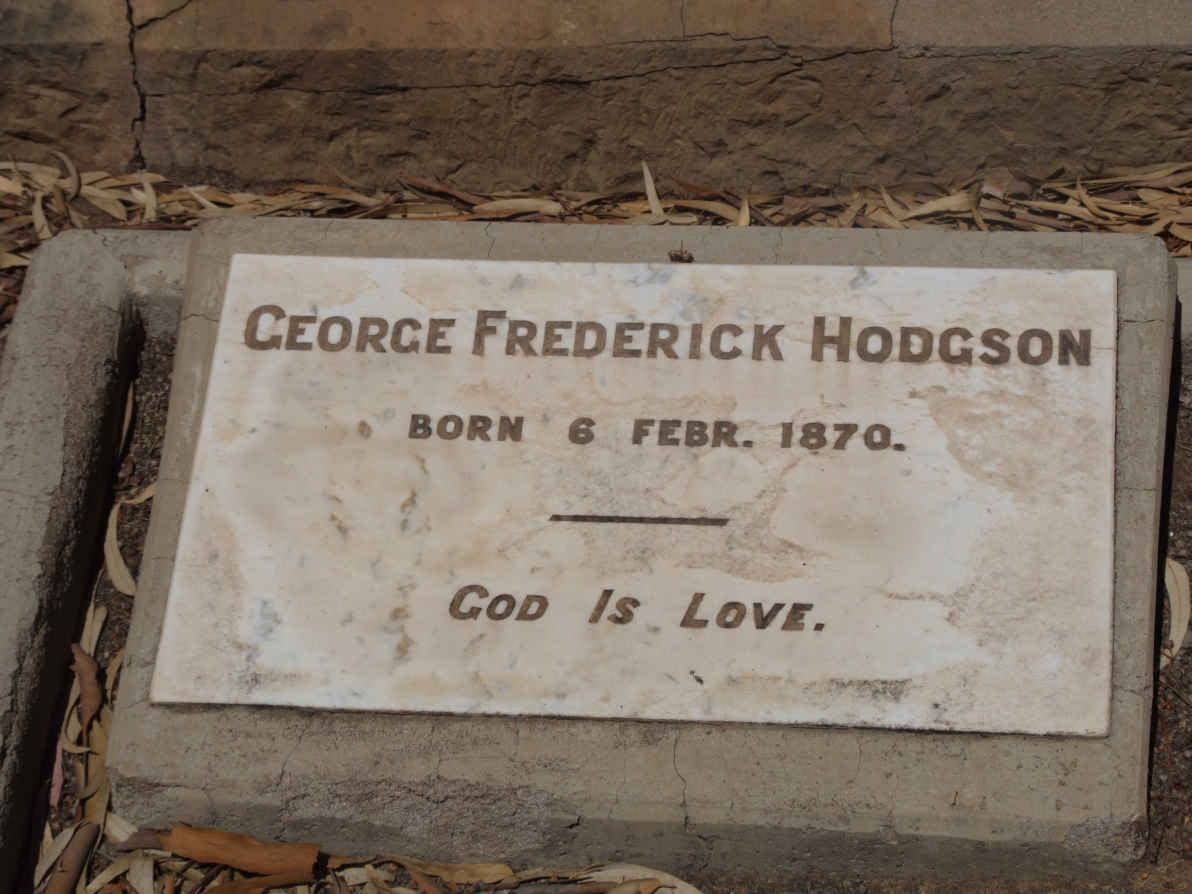 GEORGE FREDERICK HODGSON
BORN 6 FEBR. 1870.
GOD IS LOVE.